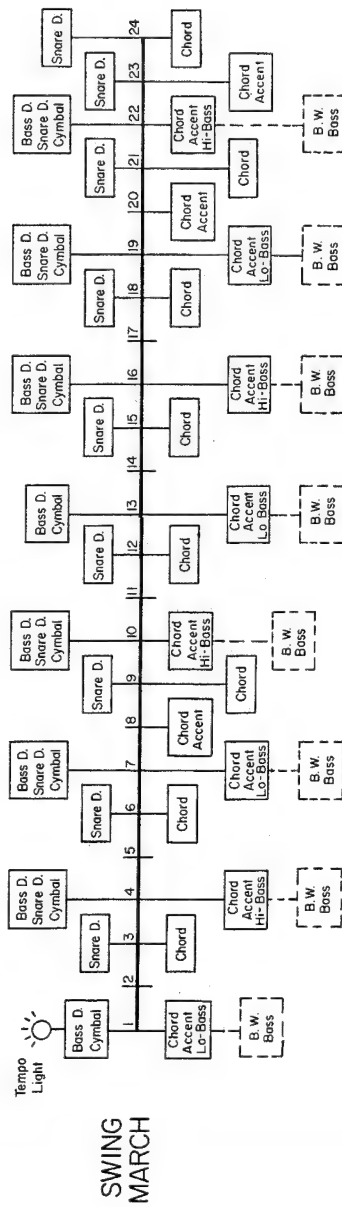 SWING
MARCH
Tempo
Light
Bass D.
Cymbal
Snare D.
Bass D.
Snare D.
Cymbal
Snare D.
Bass D.
Snare D.
Cymbal
Snare D.
Bass D.
Snare D.
Cymbal
Snare D.
Bass D.
Cymbal
Snare D.
Bass D.
Snare D.
Cymbal
Snare D.
Bass D.
Snare D.
Cymbal
Snare D.
Bass D.
Snare D.
Cymbal
Snare D.
Snare D.
1 2 3 4 5 6 7 8 9 10 11 12 13 14 15 16 17 18 19 20 21 22 23 24
Chord
Accent
Lo-Bass
Chord
Chord
Accent
Hi-Bass
Chord
Chord
Accent
Lo-Bass
Chord
Accent
Chord
Chord
Accent
Hi-Bass
Chord
Chord
Accent
Lo Bass
Chord
Chord
Accent
Hi-Bass
Chord
Chord
Accent
Lo-Bass
Chord
Accent
Chord
Chord
Accent
Hi-Bass
Chord
Accent
Chord
B.W.
Bass
B.W.
Bass
B.W.
Bass
B.W.
Bass
B.W.
Bass
B.W.
Bass
B.W.
Bass
B.W.
Bass